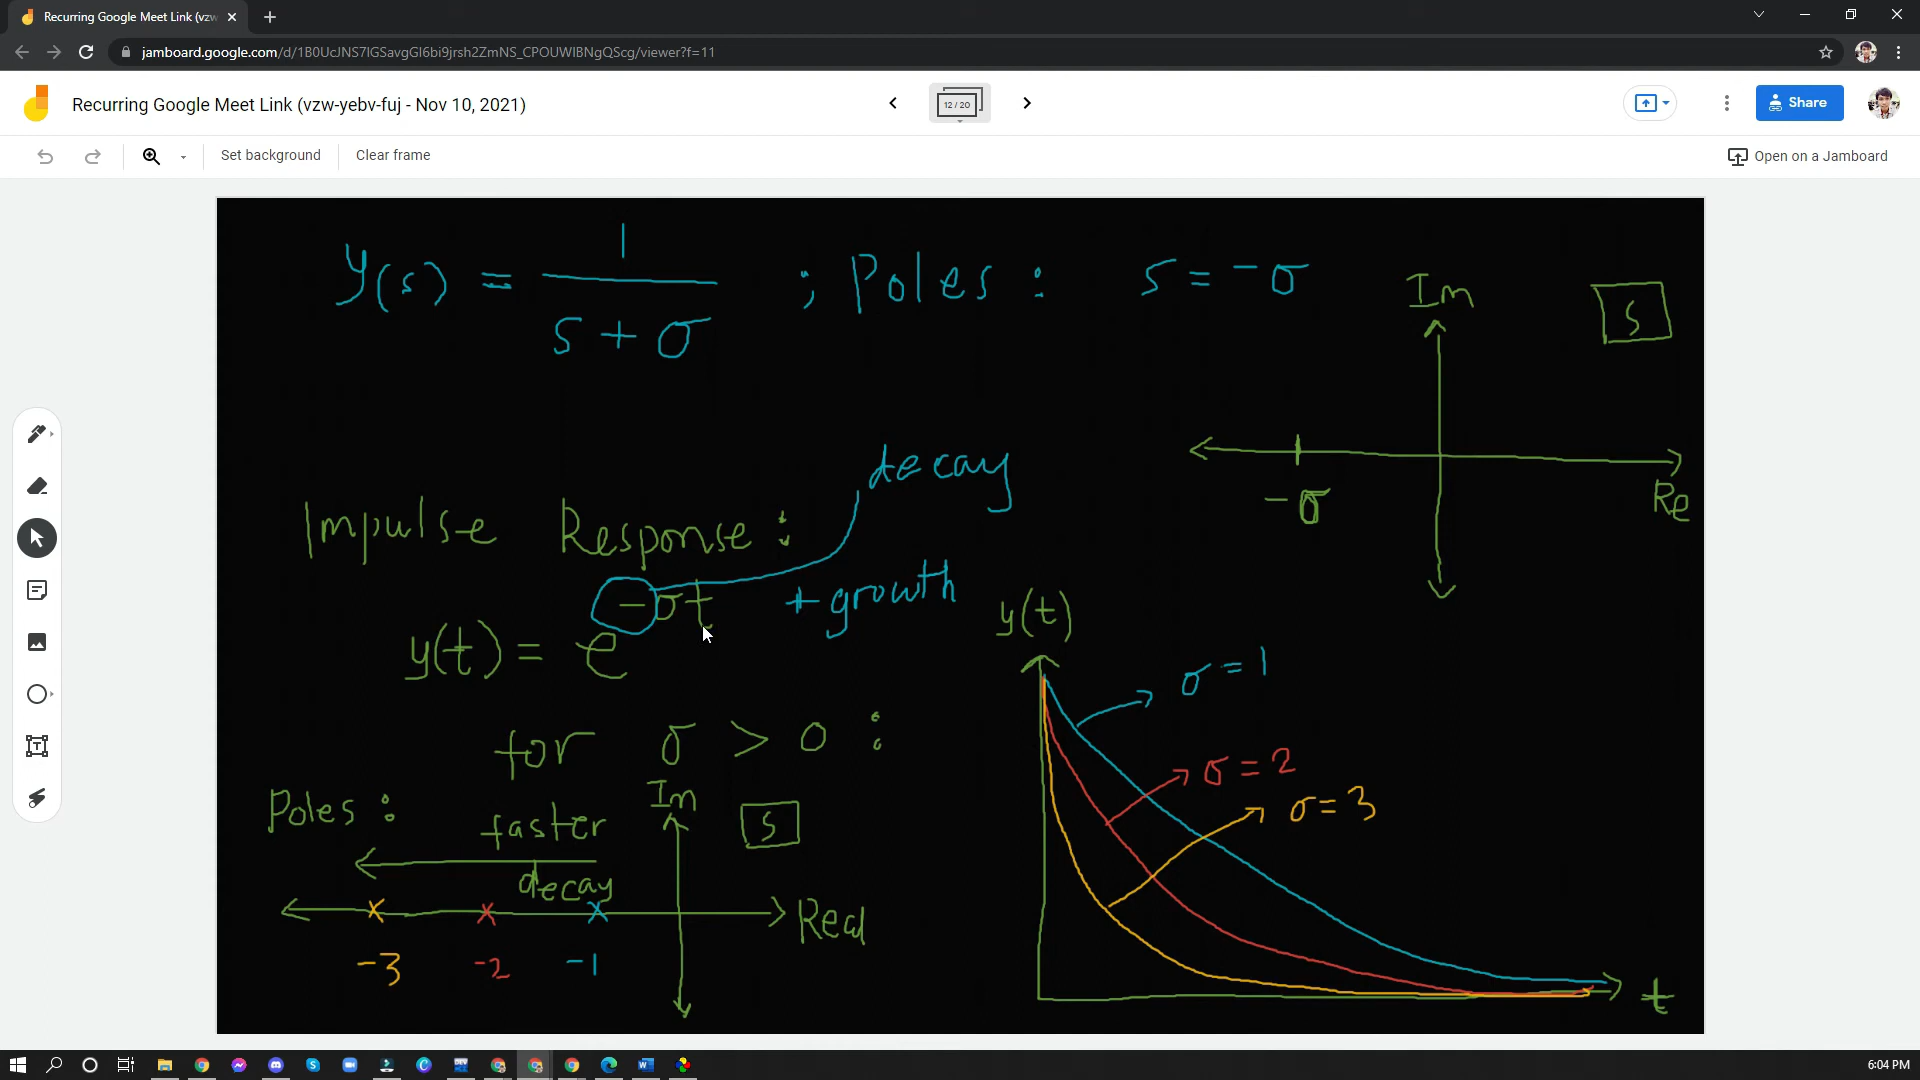 Recurring Google Meet Link (vzw
jamboard.google.com/d/1B0UcJNS7lGSavgGl6bi9jrsh2ZmNS_CPOUWlBNgQScg/viewer?f=11
Recurring Google Meet Link (vzw-yebv-fuj - Nov 10, 2021)
12 / 20
Share
Set background
Clear frame
Open on a Jamboard
Y(s) = 1 / s + σ ; Poles : s = -σ
Im
S
-σ
Re
decay
Impulse Response :
+ growth
y(t) = e^-σt
for σ > 0 :
Poles :
faster
decay
Im
S
Real
-3 -2 -1
y(t)
σ = 1
σ = 2
σ = 3
t
6:04 PM